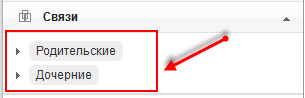 Связи
Родительские
Дочерние